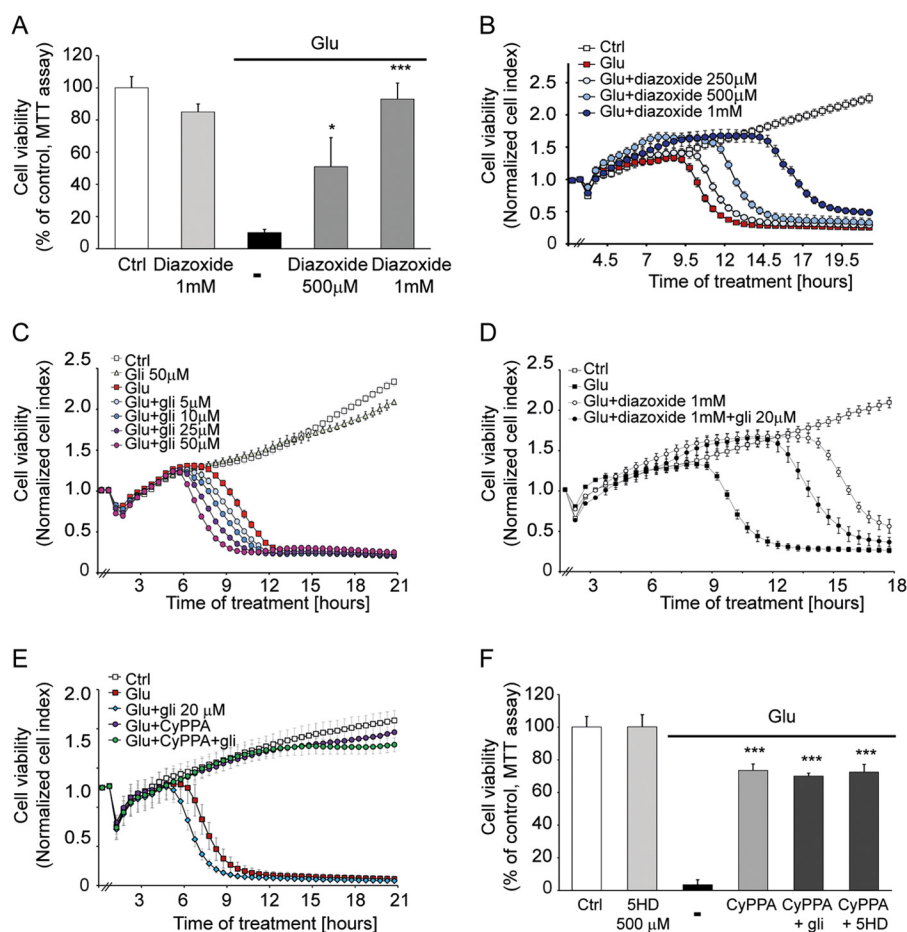 A
Glu
Cell viability
(% of control, MTT assay)
120
100
80
60
40
20
0
***
*
Ctrl
Diazoxide
1mM
-
Diazoxide
500µM
Diazoxide
1mM
B
Ctrl
Glu
Glu+diazoxide 250µM
Glu+diazoxide 500µM
Glu+diazoxide 1mM
Cell viability
(Normalized cell index)
2.5
2.0
1.5
1.0
0.5
0
4.5 7 9.5 12 14.5 17 19.5
Time of treatment [hours]
C
Ctrl
Gli 50µM
Glu
Glu+gli 5µM
Glu+gli 10µM
Glu+gli 25µM
Glu+gli 50µM
Cell viability
(Normalized cell index)
2.5
2.0
1.5
1.0
0.5
0
3 6 9 12 15 18 21
Time of treatment [hours]
D
Ctrl
Glu
Glu+diazoxide 1mM
Glu+diazoxide 1mM+gli 20µM
Cell viability
(Normalized cell index)
2.5
2.0
1.5
1.0
0.5
0
3 6 9 12 15 18
Time of treatment [hours]
E
Ctrl
Glu
Glu+gli 20 µM
Glu+CyPPA
Glu+CyPPA+gli
Cell viability
(Normalized cell index)
2.0
1.5
1.0
0.5
0
3 6 9 12 15 18 21
Time of treatment [hours]
F
Glu
Cell viability
(% of control, MTT assay)
120
100
80
60
40
20
0
*** *** ***
Ctrl
5HD
500 µM
-
CyPPA
CyPPA
+ gli
CyPPA
+ 5HD